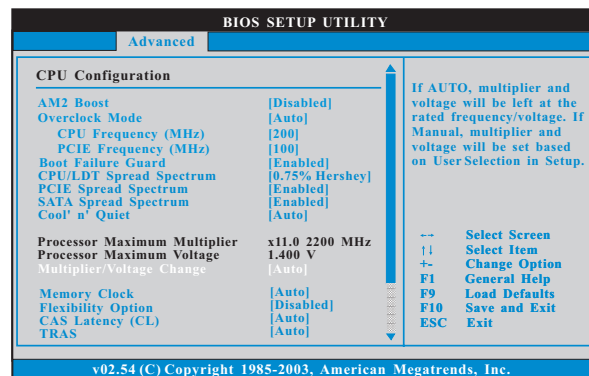 BIOS SETUP UTILITY
Advanced
CPU Configuration
AM2 Boost [Disabled]
Overclock Mode [Auto]
CPU Frequency (MHz) [200]
PCIE Frequency (MHz) [100]
Boot Failure Guard [Enabled]
CPU/LDT Spread Spectrum [0.75% Hershey]
PCIE Spread Spectrum [Enabled]
SATA Spread Spectrum [Enabled]
Cool' n' Quiet [Auto]
Processor Maximum Multiplier x11.0 2200 MHz
Processor Maximum Voltage 1.400 V
Multiplier/Voltage Change [Auto]
Memory Clock [Auto]
Flexibility Option [Disabled]
CAS Latency (CL) [Auto]
TRAS [Auto]
If AUTO, multiplier and
voltage will be left at the
rated frequency/voltage. If
Manual, multiplier and
voltage will be set based
on User Selection in Setup.
←→ Select Screen
↑↓ Select Item
+- Change Option
F1 General Help
F9 Load Defaults
F10 Save and Exit
ESC Exit
v02.54 (C) Copyright 1985-2003, American Megatrends, Inc.